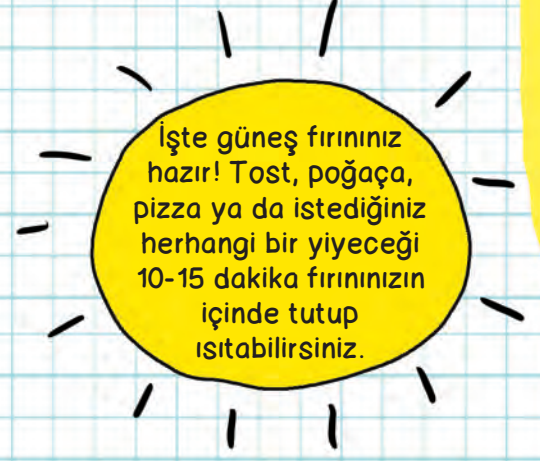 İşte güneş fırınınız
hazır! Tost, poğaça,
pizza ya da istediğiniz
herhangi bir yiyeceği
10-15 dakika fırınınızın
içinde tutup
ısıtabilirsiniz.